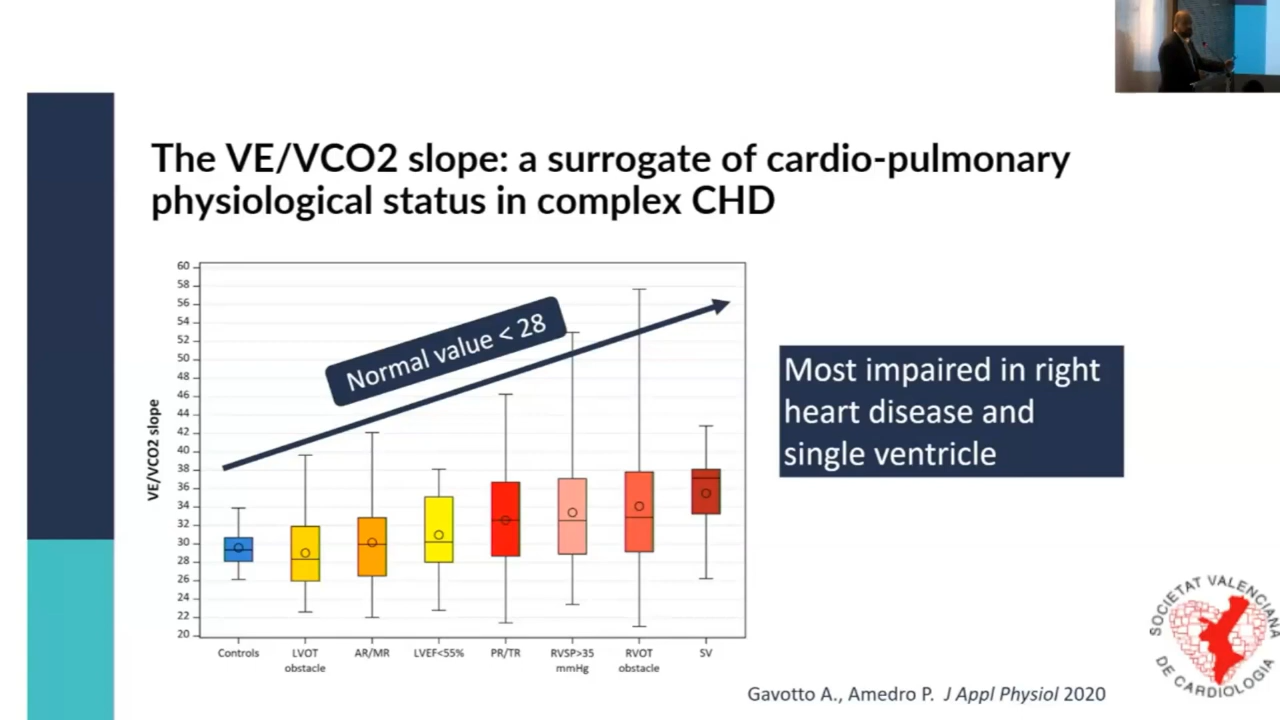 The VE/VCO2 slope: a surrogate of cardio-pulmonary
physiological status in complex CHD
60
58
56
54
52
50
48
46
44
42
40
38
36
34
32
30
28
26
24
22
20
VE/VCO2 slope
Normal value < 28
Controls
LVOT
obstacle
AR/MR
LVEF<55%
PR/TR
RVSP>35
mmHg
RVOT
obstacle
SV
Most impaired in right
heart disease and
single ventricle
Gavotto A., Amedro P. J Appl Physiol 2020
SOCIETAT VALENCIANA
DE CARDIOLOGIA